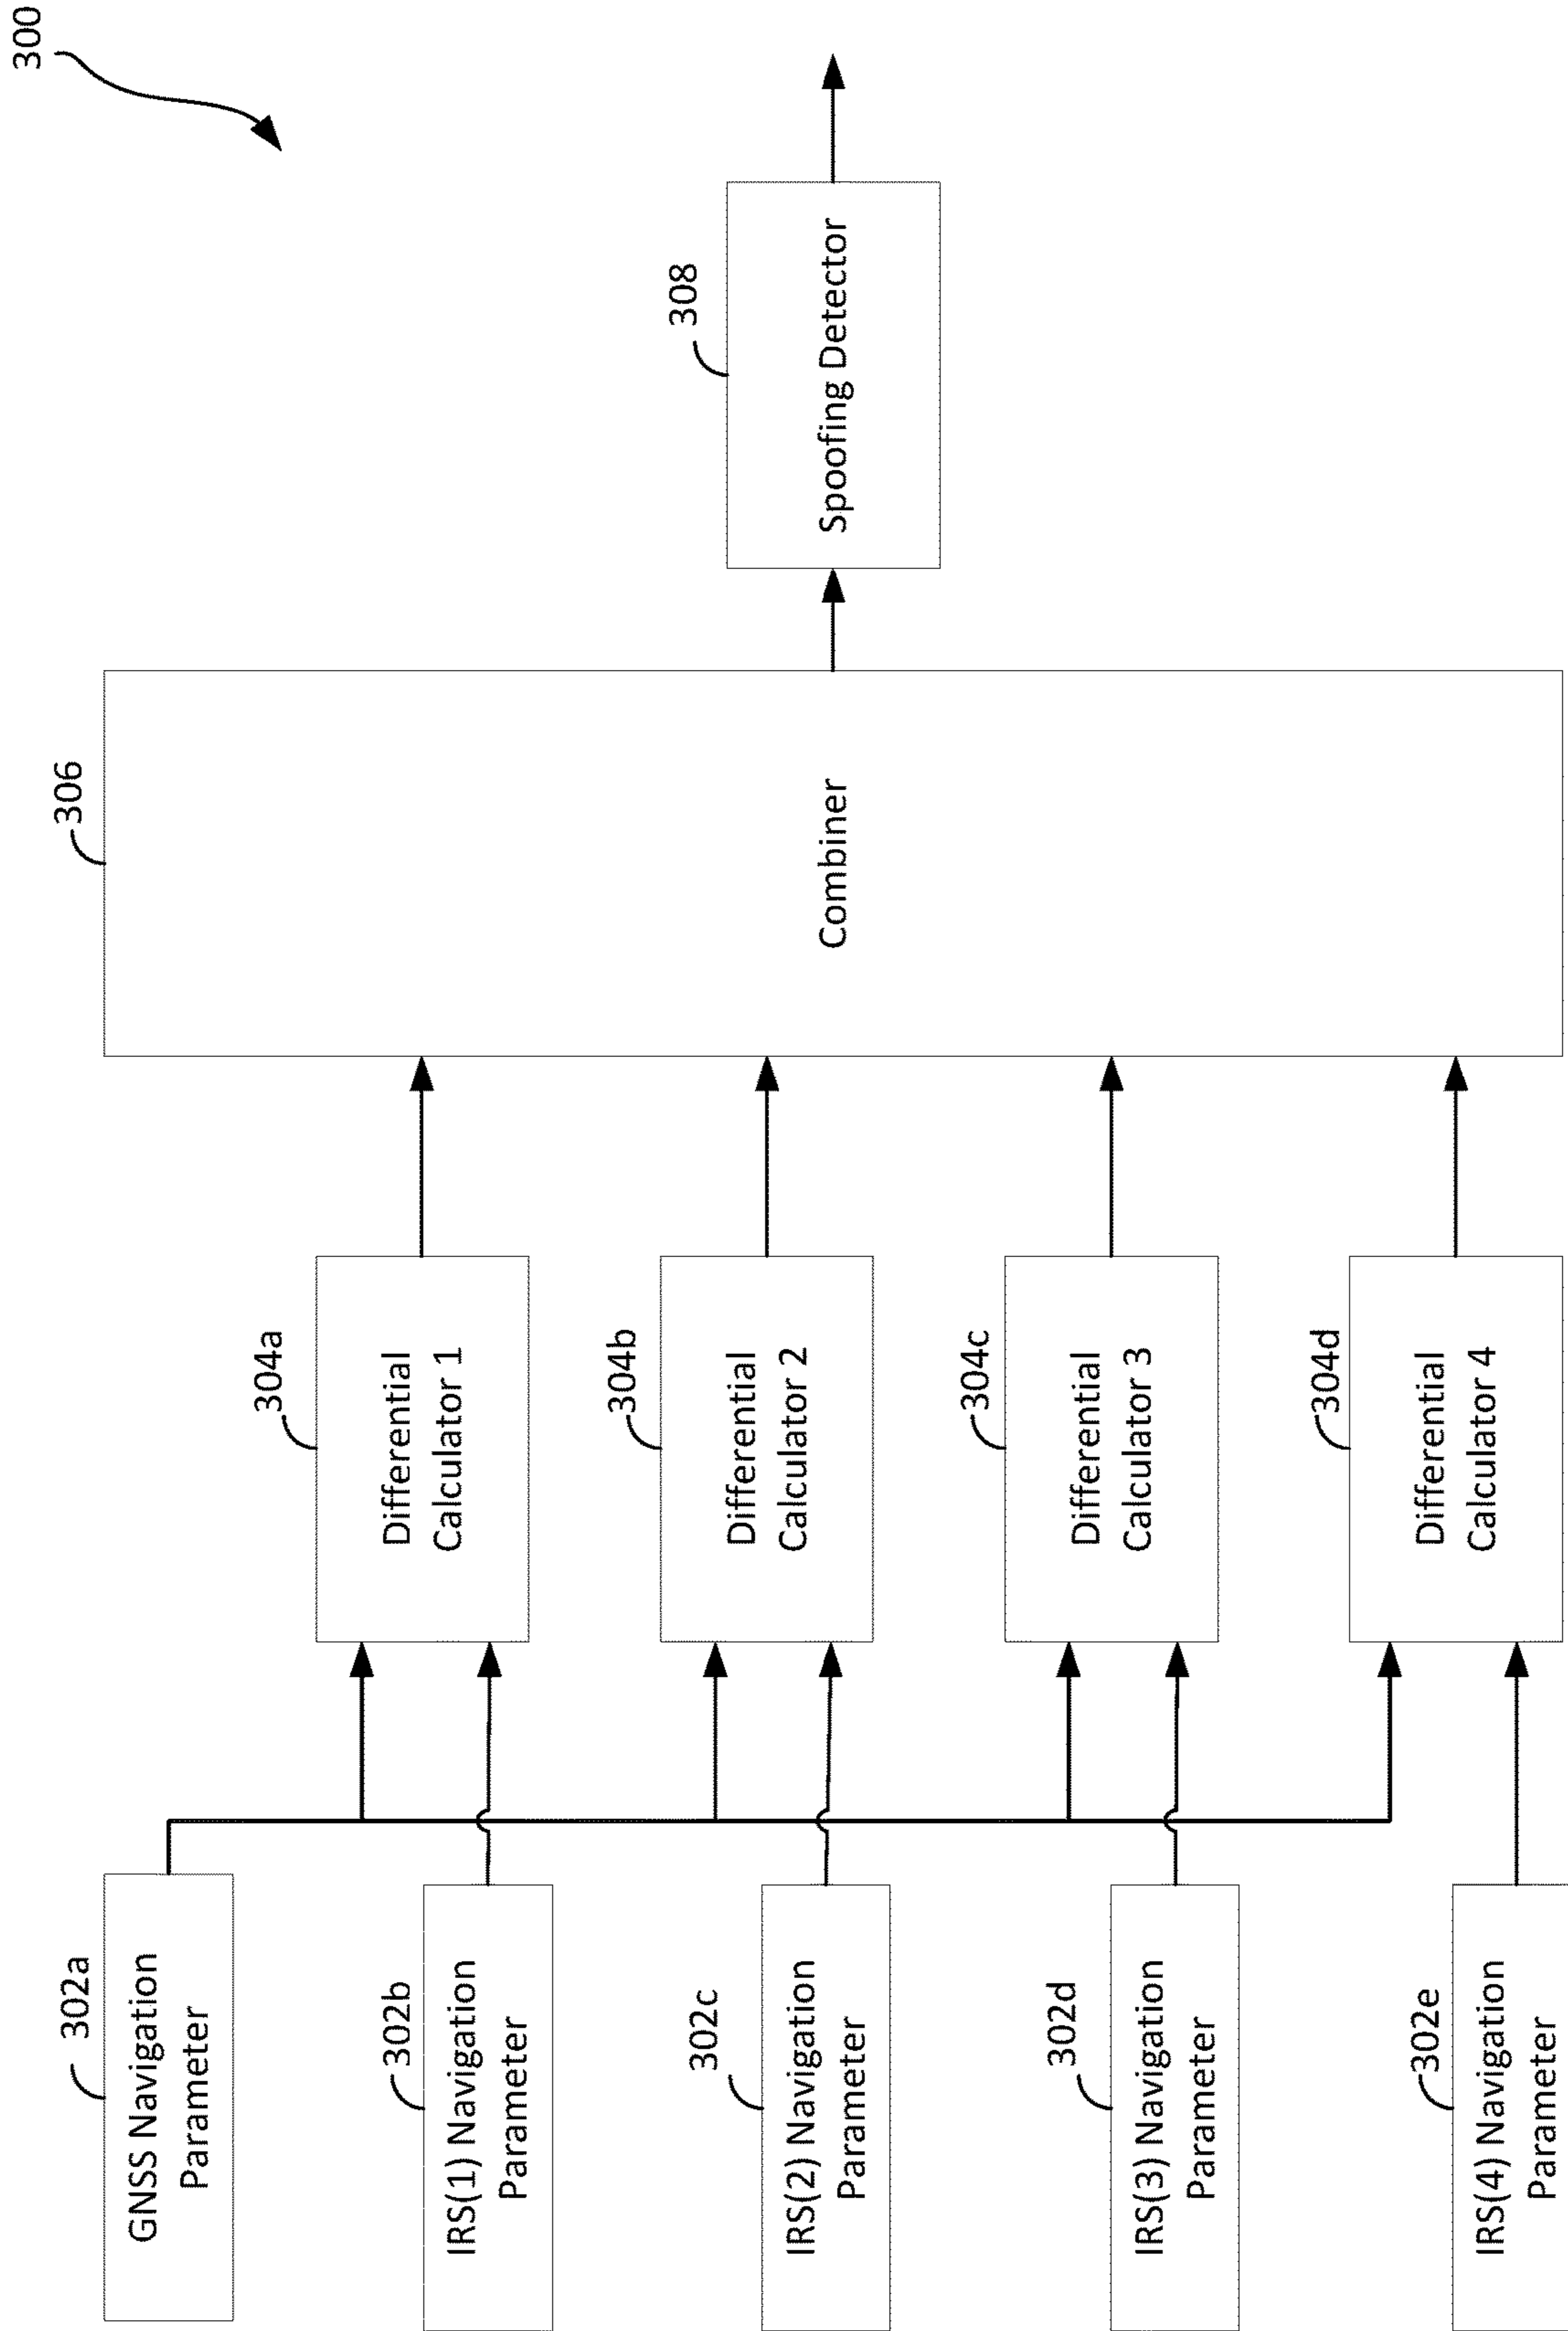 300
302a
GNSS Navigation
Parameter
302b
IRS(1) Navigation
Parameter
302c
IRS(2) Navigation
Parameter
302d
IRS(3) Navigation
Parameter
302e
IRS(4) Navigation
Parameter
304a
Differential
Calculator 1
304b
Differential
Calculator 2
304c
Differential
Calculator 3
304d
Differential
Calculator 4
306
Combiner
308
Spoofing Detector